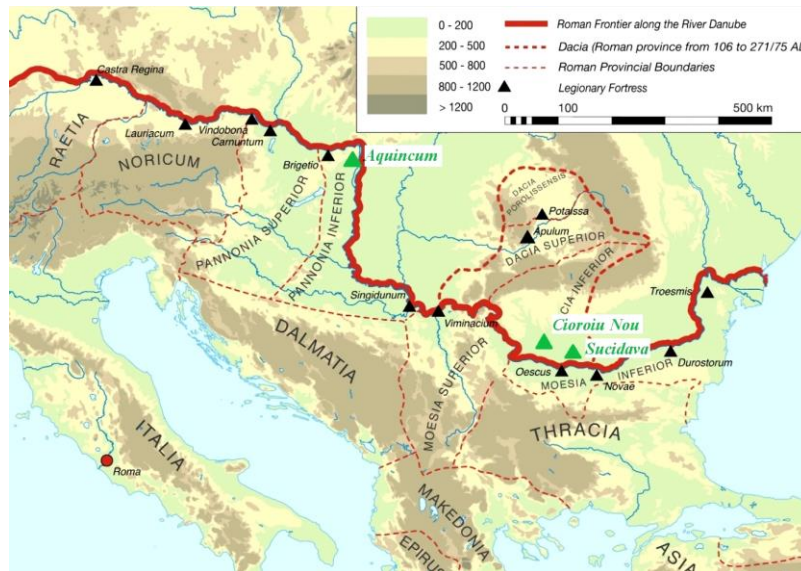 0 - 200
200 - 500
500 - 800
800 - 1200
> 1200
Roman Frontier along the River Danube
Dacia (Roman province from 106 to 271/75 A
Roman Provincial Boundaries
Legionary Fortress
0 100 500 km
Castra Regina
RAETIA
Lauriacum
Vindobona
Carnuntum
NORICUM
Brigetio
Aquincum
PANNONIA SUPERIOR
PANNONIA INFERIOR
DACIA
POROLISSENSIS
Potaissa
Apulum
DACIA SUPERIOR
CIA INFERIOR
Singidunum
Viminacium
Troesmis
Cioroiu Nou
Sucidava
DALMATIA
MOESIA SUPERIOR
Oescus
MOESIA INFERIOR
Novae
Durostorum
ITALIA
Roma
THRACIA
MAKEDONIA
EPIRUS
ASIA